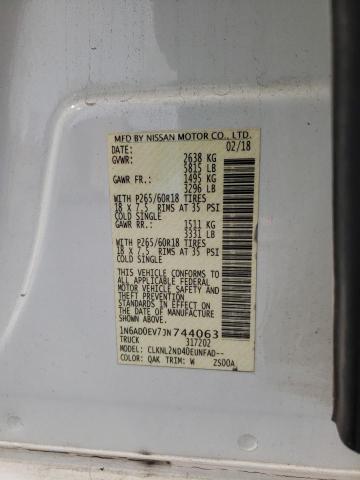 MFD BY NISSAN MOTOR CO., LTD.
DATE: 02/18
GVWR: 2638 KG
5815 LB
GAWR FR.: 1495 KG
3296 LB
WITH P265/60R18 TIRES
18 X 7.5 RIMS AT 35 PSI
COLD SINGLE
GAWR RR.: 1511 KG
3331 LB
WITH P265/60R18 TIRES
18 X 7.5 RIMS AT 35 PSI
COLD SINGLE
THIS VEHICLE CONFORMS TO ALL
APPLICABLE FEDERAL MOTOR VEHICLE
SAFETY AND THEFT PREVENTION
STANDARDS IN EFFECT ON THE DATE
OF MANUFACTURE SHOWN ABOVE.
1N6AD0EV7JN744063
TRUCK 317202
MODEL: CLKNL2ND40EUNFAD--
COLOR: QAK TRIM: W 2S00A